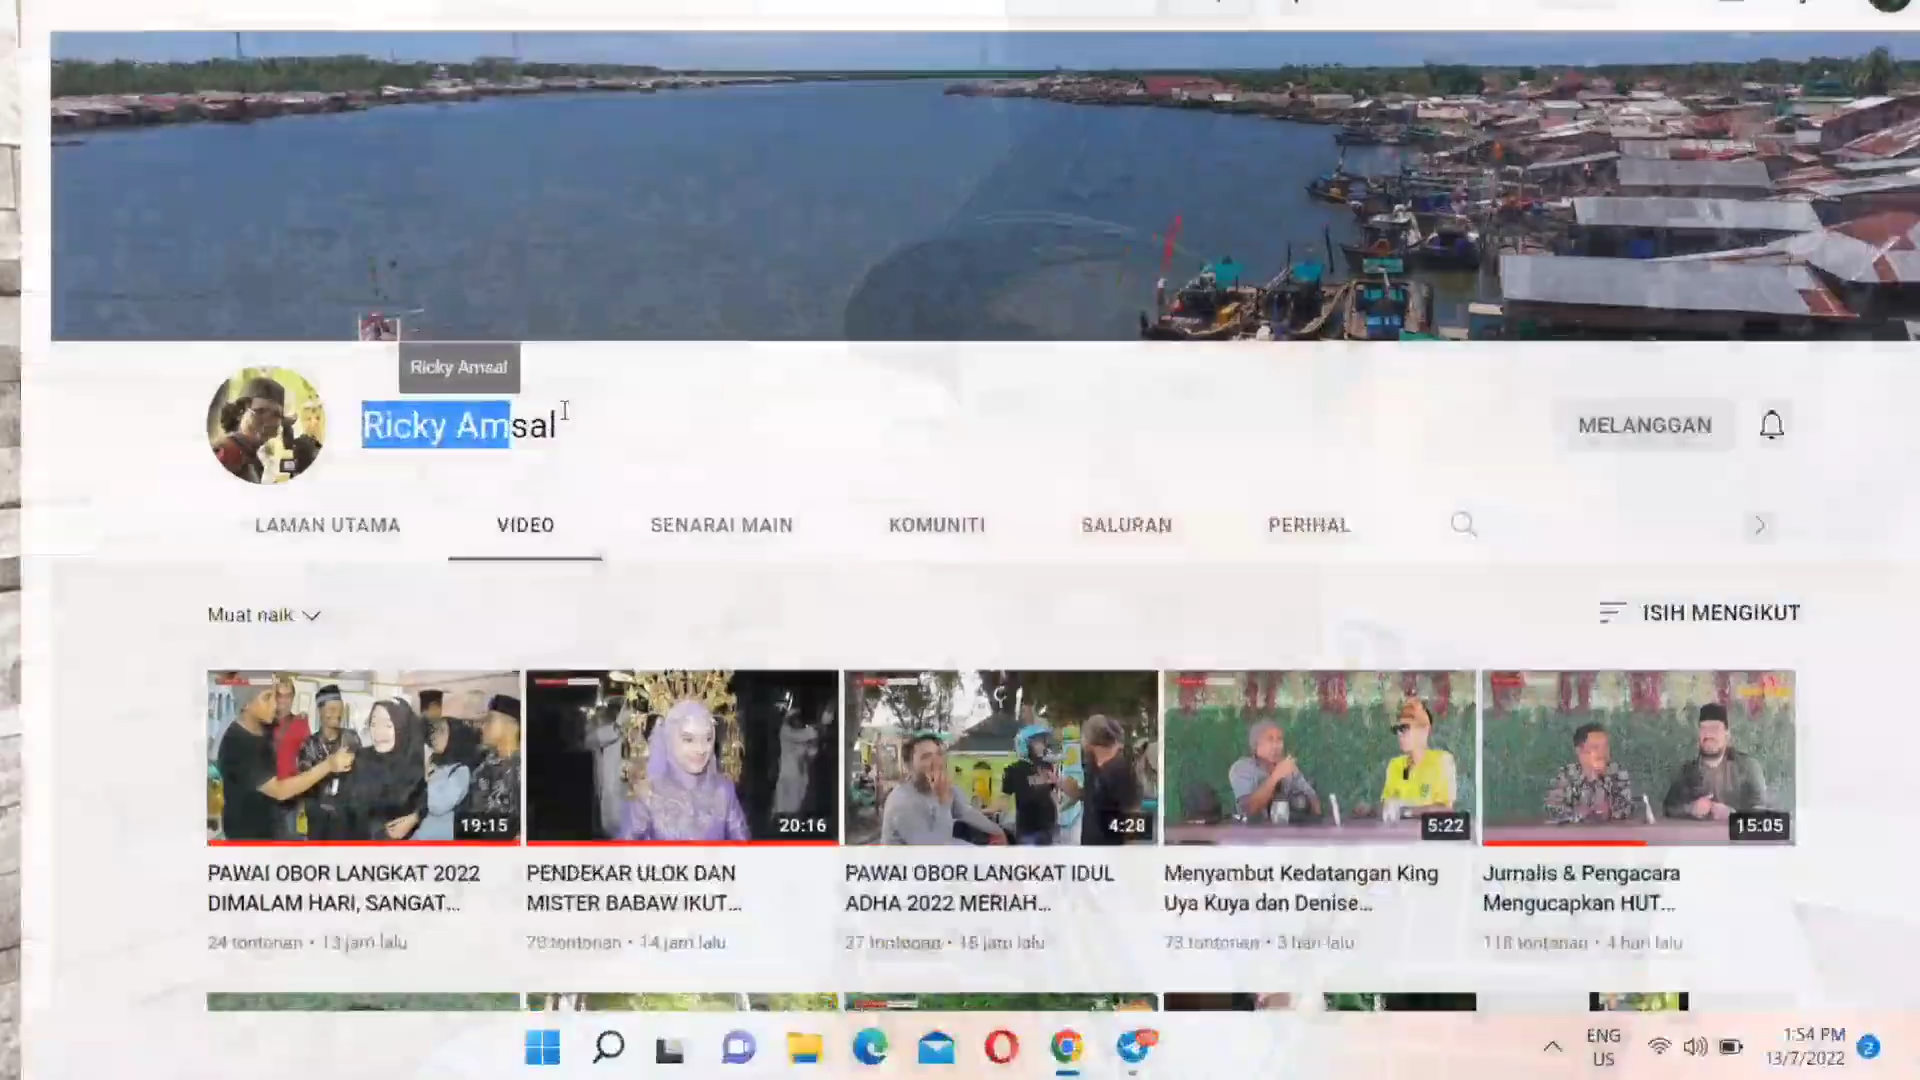 Ricky Amsal
Ricky Amsal
MELANGGAN
LAMAN UTAMA VIDEO SENARAI MAIN KOMUNITI SALURAN PERIHAL
Muat naik
ISIH MENGIKUT
19:15 20:16 4:28 5:22 15:05
PAWAI OBOR LANGKAT 2022
DIMALAM HARI, SANGAT...
24 tontonan • 13 jam lalu
PENDEKAR ULOK DAN
MISTER BABAW IKUT...
tontonan • 14 jam lalu
PAWAI OBOR LANGKAT IDUL
ADHA 2022 MERIAH...
27 tontonan • jam lalu
Menyambut Kedatangan King
Uya Kuya dan Denise...
73 tontonan • 3 hari lalu
Jurnalis & Pengacara
Mengucapkan HUT...
118 tontonan • 4 hari lalu
ENG
US
1:54 PM
13/7/2022
2